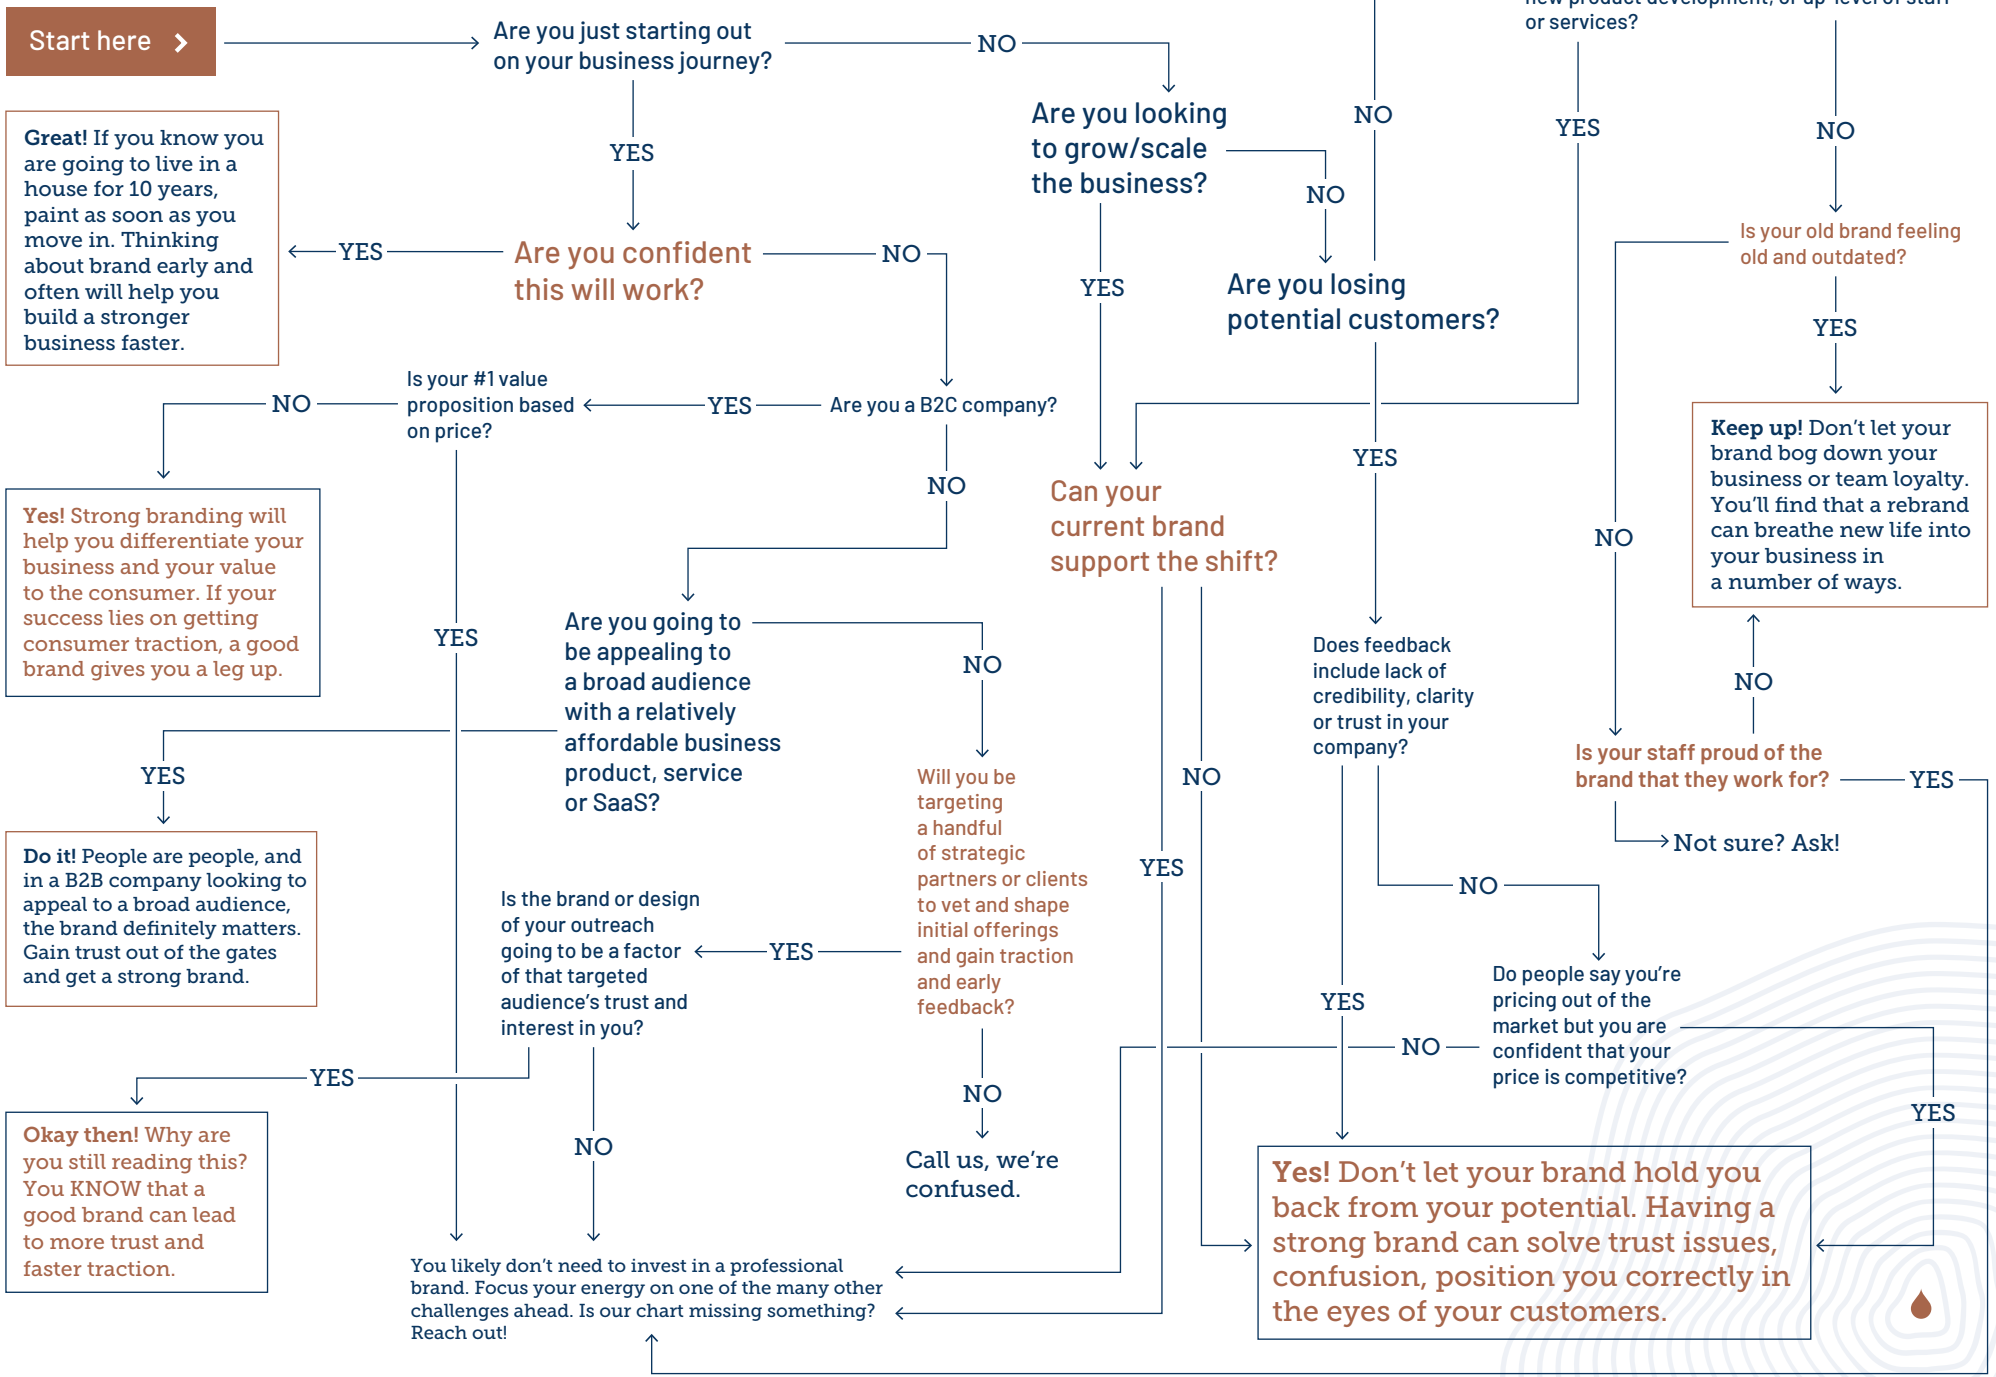 new product development, or up-level of staff
or services?
Start here
Are you just starting out
on your business journey?
NO
YES
Are you looking
to grow/scale
the business?
NO
YES
NO
YES
NO
Great! If you know you
are going to live in a
house for 10 years,
paint as soon as you
move in. Thinking
about brand early and
often will help you
build a stronger
business faster.
YES
Are you confident
this will work?
NO
Are you losing
potential customers?
Is your old brand feeling
old and outdated?
YES
NO
Is your #1 value
proposition based
on price?
NO
YES
Are you a B2C company?
NO
YES
Keep up! Don't let your
brand bog down your
business or team loyalty.
You'll find that a rebrand
can breathe new life into
your business in
a number of ways.
Yes! Strong branding will
help you differentiate your
business and your value
to the consumer. If your
success lies on getting
consumer traction, a good
brand gives you a leg up.
YES
Can your
current brand
support the shift?
YES
NO
Are you going to
be appealing to
a broad audience
with a relatively
affordable business
product, service
or SaaS?
NO
YES
Does feedback
include lack of
credibility, clarity
or trust in your
company?
YES
NO
NO
Is your staff proud of the
brand that they work for?
YES
Not sure? Ask!
Do it! People are people, and
in a B2B company looking to
appeal to a broad audience,
the brand definitely matters.
Gain trust out of the gates
and get a strong brand.
Will you be
targeting
a handful
of strategic
partners or clients
to vet and shape
initial offerings
and gain traction
and early
feedback?
YES
NO
Is the brand or design
of your outreach
going to be a factor
of that targeted
audience's trust and
interest in you?
YES
NO
Do people say you're
pricing out of the
market but you are
confident that your
price is competitive?
NO
YES
Okay then! Why are
you still reading this?
You KNOW that a
good brand can lead
to more trust and
faster traction.
Call us, we're
confused.
You likely don't need to invest in a professional
brand. Focus your energy on one of the many other
challenges ahead. Is our chart missing something?
Reach out!
Yes! Don't let your brand hold you
back from your potential. Having a
strong brand can solve trust issues,
confusion, position you correctly in
the eyes of your customers.